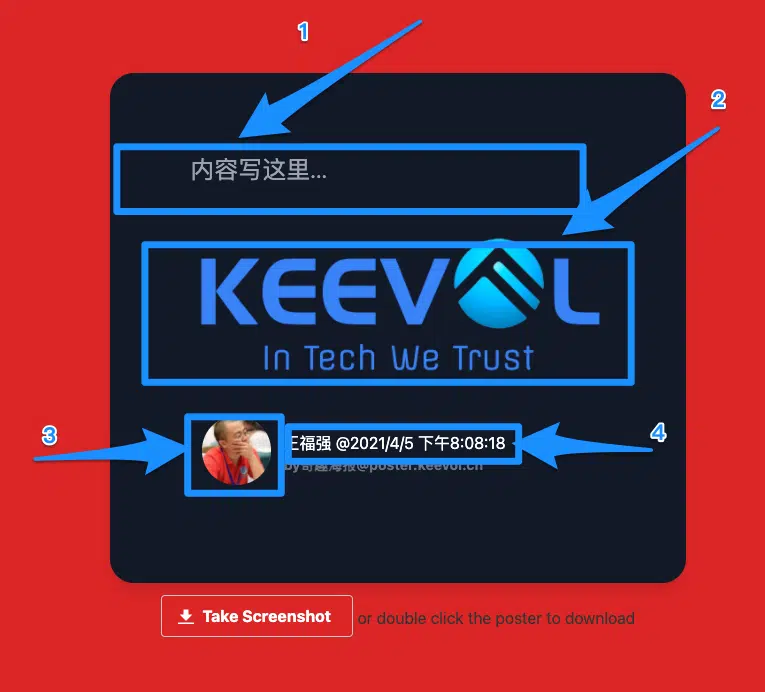 1
2
内容写这里...
KEEVOL
In Tech We Trust
3
4
王福强 @2021/4/5 下午8:08:18
by奇趣海报@poster.keevol.cn
Take Screenshot or double click the poster to download